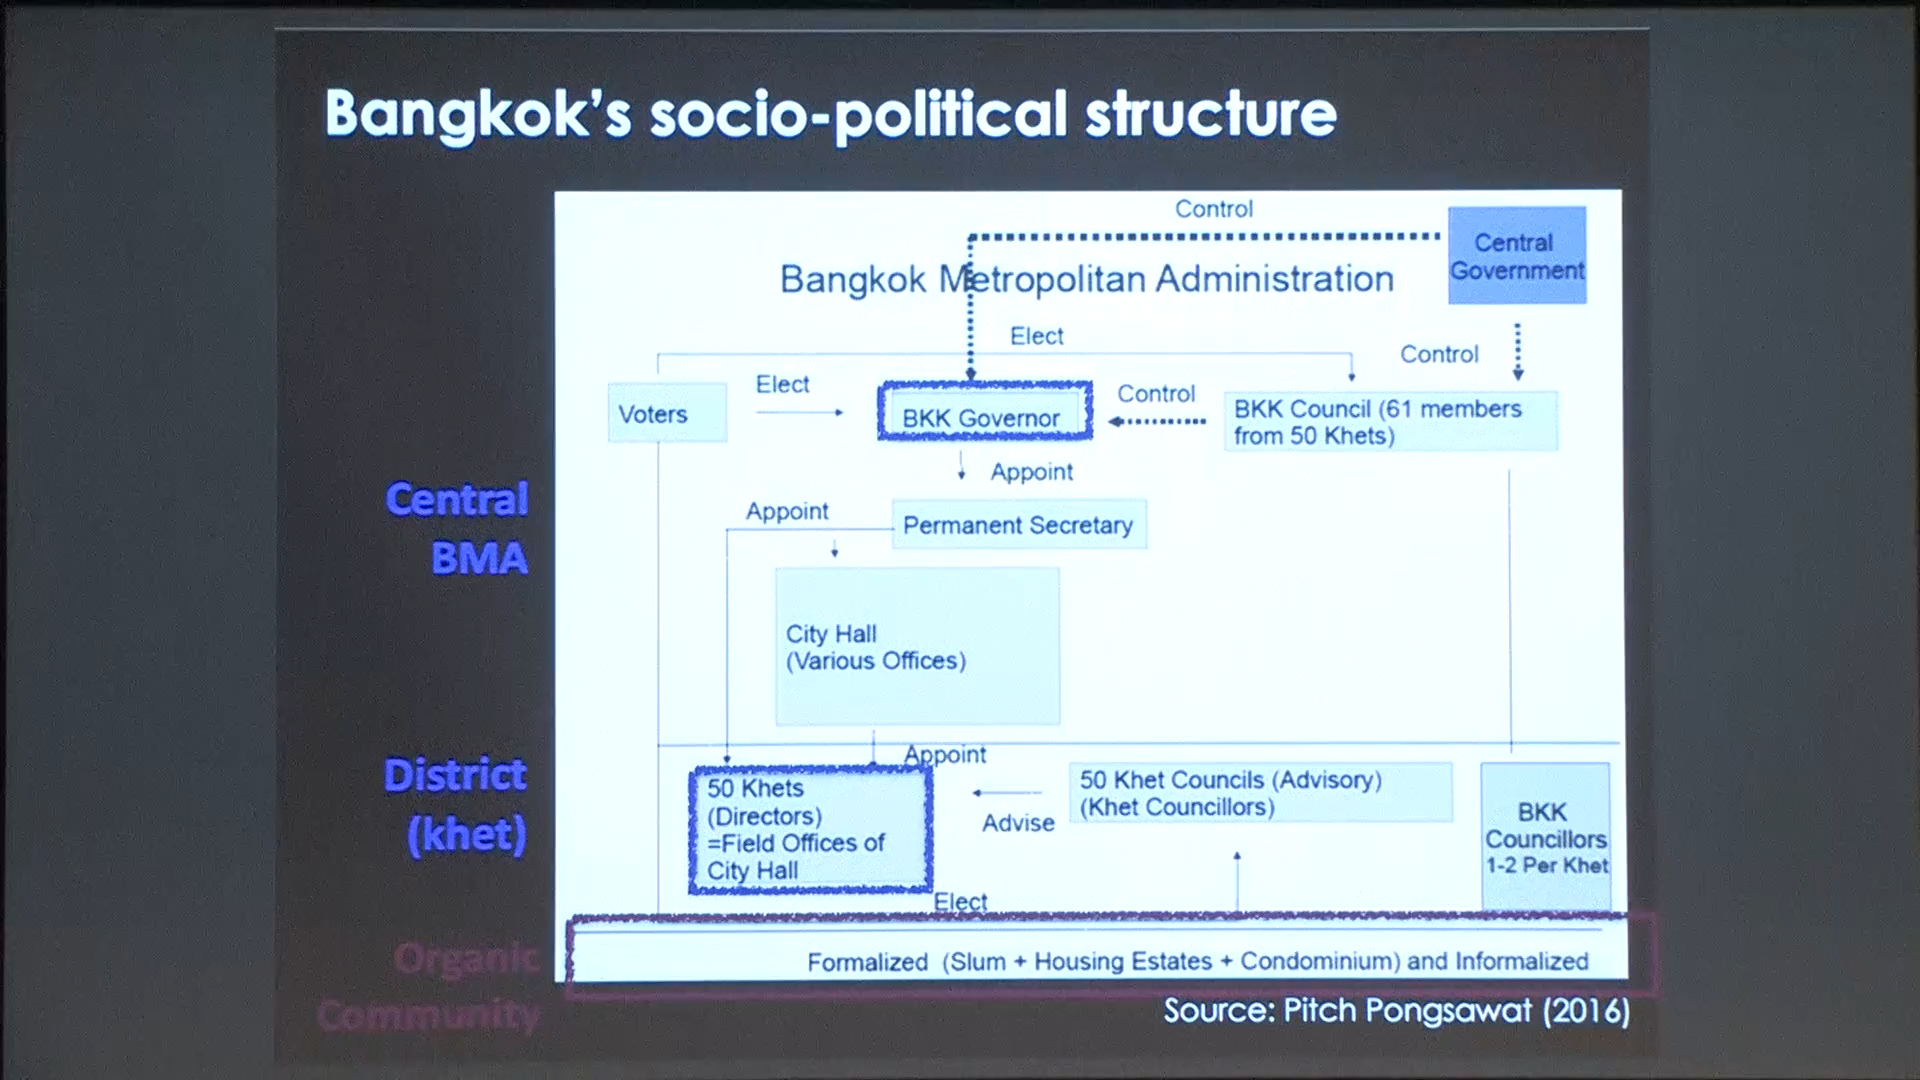 Bangkok's socio-political structure
Control
Central
Government
Bangkok Metropolitan Administration
Elect
Control
Elect
Voters
BKK Governor
Control
BKK Council (61 members
from 50 Khets)
Appoint
Central
BMA
Appoint
Permanent Secretary
City Hall
(Various Offices)
Appoint
District
(khet)
50 Khets
(Directors)
=Field Offices of
City Hall
Advise
50 Khet Councils (Advisory)
(Khet Councillors)
BKK
Councillors
1-2 Per Khet
Elect
Organic
Community
Formalized (Slum + Housing Estates + Condominium) and Informalized
Source: Pitch Pongsawat (2016)